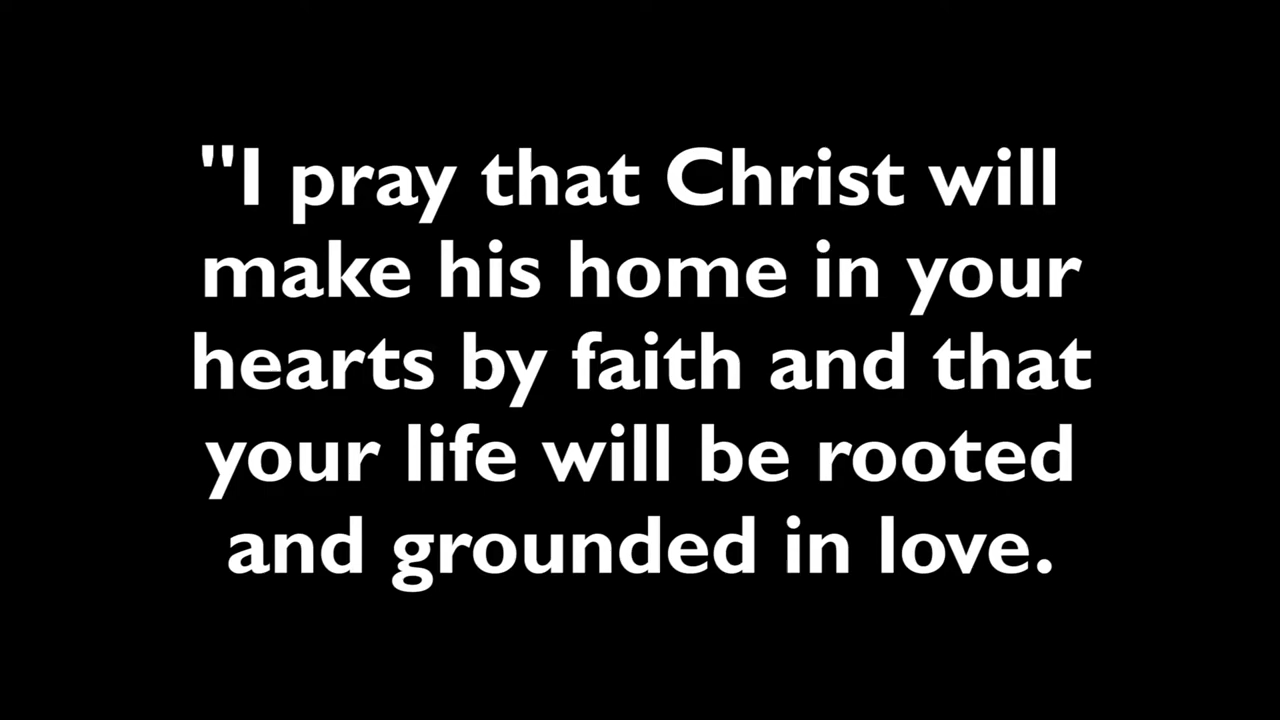 "I pray that Christ will
make his home in your
hearts by faith and that
your life will be rooted
and grounded in love.